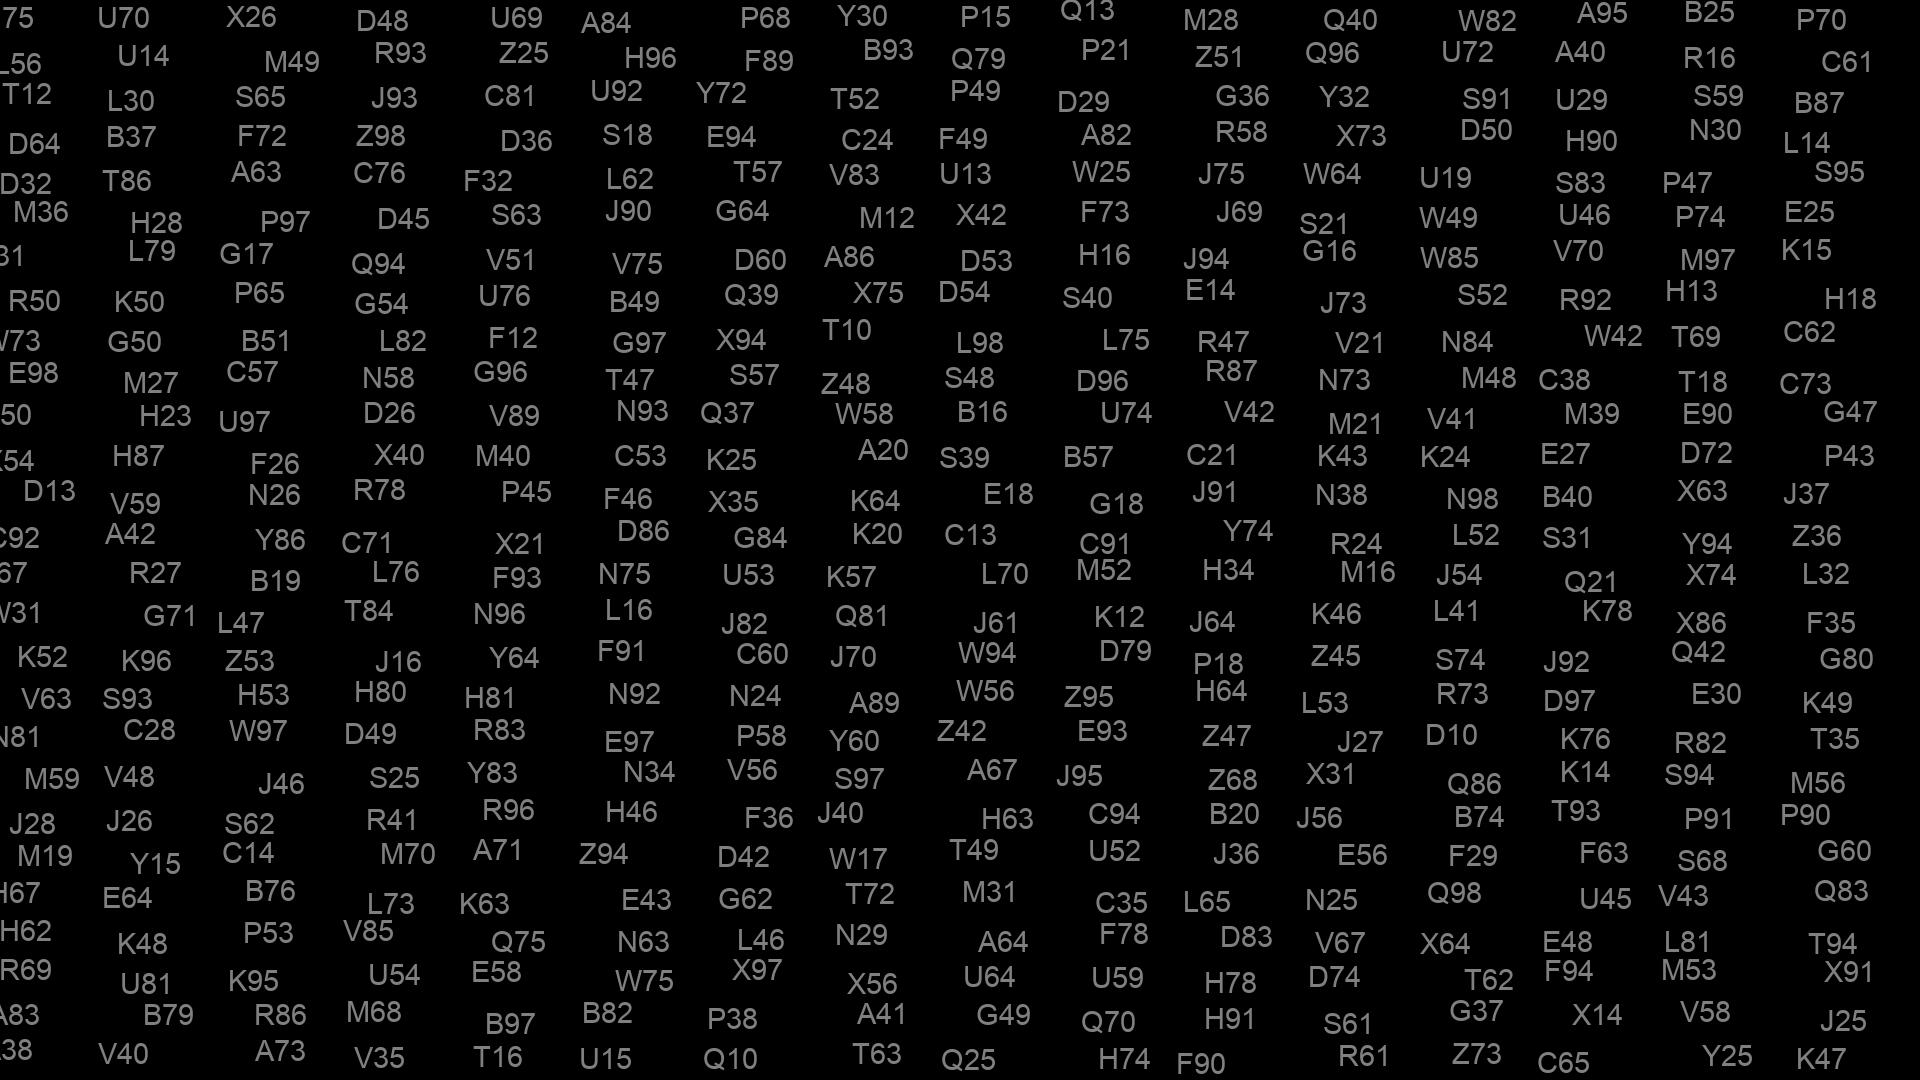 75 U70 X26 D48 U69 A84 P68 Y30 P15 Q13 M28 Q40 W82 A95 B25 P70
L56 U14 M49 R93 Z25 H96 F89 B93 Q79 P21 Z51 Q96 U72 A40 R16 C61
T12 L30 S65 J93 C81 U92 Y72 T52 P49 D29 G36 Y32 S91 U29 S59 B87
D64 B37 F72 Z98 D36 S18 E94 C24 F49 A82 R58 X73 D50 H90 N30 L14
D32 T86 A63 C76 F32 L62 T57 V83 U13 W25 J75 W64 U19 S83 P47 S95
M36 H28 P97 D45 S63 J90 G64 M12 X42 F73 J69 S21 W49 U46 P74 E25
31 L79 G17 Q94 V51 V75 D60 A86 D53 H16 J94 G16 W85 V70 M97 K15
R50 K50 P65 G54 U76 B49 Q39 X75 D54 S40 E14 J73 S52 R92 H13 H18
W73 G50 B51 L82 F12 G97 X94 T10 L98 L75 R47 V21 N84 W42 T69 C62
E98 M27 C57 N58 G96 T47 S57 Z48 S48 D96 R87 N73 M48 C38 T18 C73
50 H23 U97 D26 V89 N93 Q37 W58 B16 U74 V42 M21 V41 M39 E90 G47
54 H87 F26 X40 M40 C53 K25 A20 S39 B57 C21 K43 K24 E27 D72 P43
D13 V59 N26 R78 P45 F46 X35 K64 E18 G18 J91 N38 N98 B40 X63 J37
C92 A42 Y86 C71 X21 D86 G84 K20 C13 C91 Y74 R24 L52 S31 Y94 Z36
67 R27 B19 L76 F93 N75 U53 K57 L70 M52 H34 M16 J54 Q21 X74 L32
W31 G71 L47 T84 N96 L16 J82 Q81 J61 K12 J64 K46 L41 K78 X86 F35
K52 K96 Z53 J16 Y64 F91 C60 J70 W94 D79 P18 Z45 S74 J92 Q42 G80
V63 S93 H53 H80 H81 N92 N24 A89 W56 Z95 H64 L53 R73 D97 E30 K49
N81 C28 W97 D49 R83 E97 P58 Y60 Z42 E93 Z47 J27 D10 K76 R82 T35
M59 V48 J46 S25 Y83 N34 V56 S97 A67 J95 Z68 X31 Q86 K14 S94 M56
J28 J26 S62 R41 R96 H46 F36 J40 H63 C94 B20 J56 B74 T93 P91 P90
M19 Y15 C14 M70 A71 Z94 D42 W17 T49 U52 J36 E56 F29 F63 S68 G60
H67 E64 B76 L73 K63 E43 G62 T72 M31 C35 L65 N25 Q98 U45 V43 Q83
H62 K48 P53 V85 Q75 N63 L46 N29 A64 F78 D83 V67 X64 E48 L81 T94
R69 U81 K95 U54 E58 W75 X97 X56 U64 U59 H78 D74 T62 F94 M53 X91
A83 B79 R86 M68 B97 B82 P38 A41 G49 Q70 H91 S61 G37 X14 V58 J25
38 V40 A73 V35 T16 U15 Q10 T63 Q25 H74 F90 R61 Z73 C65 Y25 K47